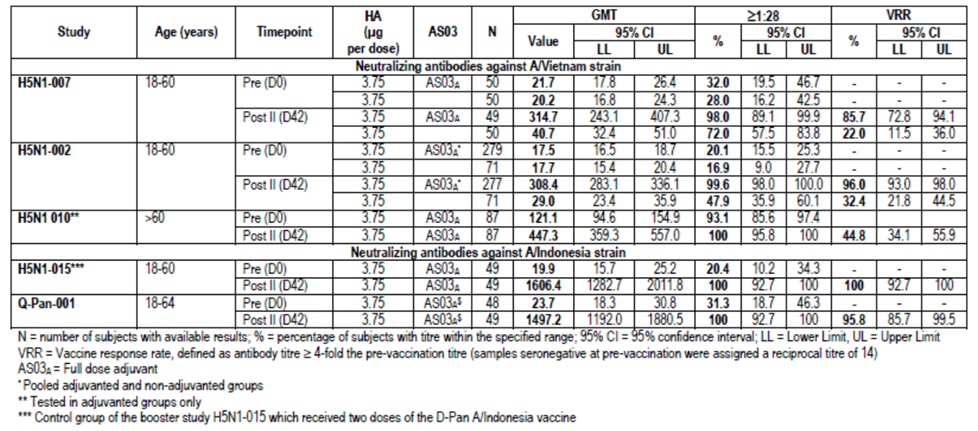 Study Age (years) Timepoint HA (µg per dose) AS03 N GMT ≥1:28 VRR
Value 95% CI % 95% CI % 95% CI
LL UL LL UL LL UL
Neutralizing antibodies against A/Vietnam strain
H5N1-007 18-60 Pre (D0) 3.75 AS03A 50 21.7 17.8 26.4 32.0 19.5 46.7 - - -
3.75 50 20.2 16.8 24.3 28.0 16.2 42.5 - - -
Post II (D42) 3.75 AS03A 49 314.7 243.1 407.3 98.0 89.1 99.9 85.7 72.8 94.1
3.75 50 40.7 32.4 51.0 72.0 57.5 83.8 22.0 11.5 36.0
H5N1-002 18-60 Pre (D0) 3.75 AS03A* 279 17.5 16.5 18.7 20.1 15.5 25.3 - - -
3.75 71 17.7 15.4 20.4 16.9 9.0 27.7 - - -
Post II (D42) 3.75 AS03A* 277 308.4 283.1 336.1 99.6 98.0 100.0 96.0 93.0 98.0
3.75 71 29.0 23.4 35.9 47.9 35.9 60.1 32.4 21.8 44.5
H5N1 010** >60 Pre (D0) 3.75 AS03A 87 121.1 94.6 154.9 93.1 85.6 97.4
Post II (D42) 3.75 AS03A 87 447.3 359.3 557.0 100 95.8 100 44.8 34.1 55.9
Neutralizing antibodies against A/Indonesia strain
H5N1-015*** 18-60 Pre (D0) 3.75 AS03A 49 19.9 15.7 25.2 20.4 10.2 34.3 - - -
Post II (D42) 3.75 AS03A 49 1606.4 1282.7 2011.8 100 92.7 100 100 92.7 100
Q-Pan-001 18-64 Pre (D0) 3.75 AS03A$ 48 23.7 18.3 30.8 31.3 18.7 46.3 - - -
Post II (D42) 3.75 AS03A$ 49 1497.2 1192.0 1880.5 100 92.7 100 95.8 85.7 99.5
N = number of subjects with available results; % = percentage of subjects with titre within the specified range; 95% CI = 95% confidence interval; LL = Lower Limit, UL = Upper Limit
VRR = Vaccine response rate, defined as antibody titre ≥ 4-fold the pre-vaccination titre (samples seronegative at pre-vaccination were assigned a reciprocal titre of 14)
AS03A = Full dose adjuvant
* Pooled adjuvanted and non-adjuvanted groups
** Tested in adjuvanted groups only
*** Control group of the booster study H5N1-015 which received two doses of the D-Pan A/Indonesia vaccine